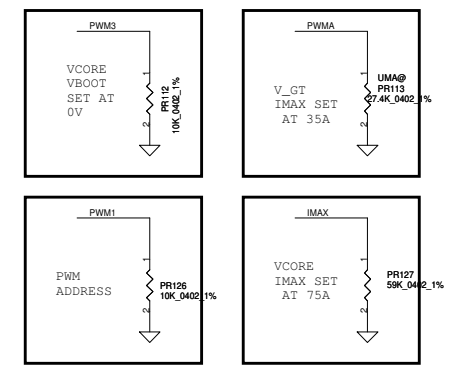 PWM3
VCORE
VBOOT
SET AT
0V
1
PR112
10K_0402_1%
2
PWMA
V_GT
IMAX SET
AT 35A
1
UMA@
PR113
27.4K_0402_1%
2
PWM1
PWM
ADDRESS
1
PR126
10K_0402_1%
2
IMAX
VCORE
IMAX SET
AT 75A
1
PR127
59K_0402_1%
2